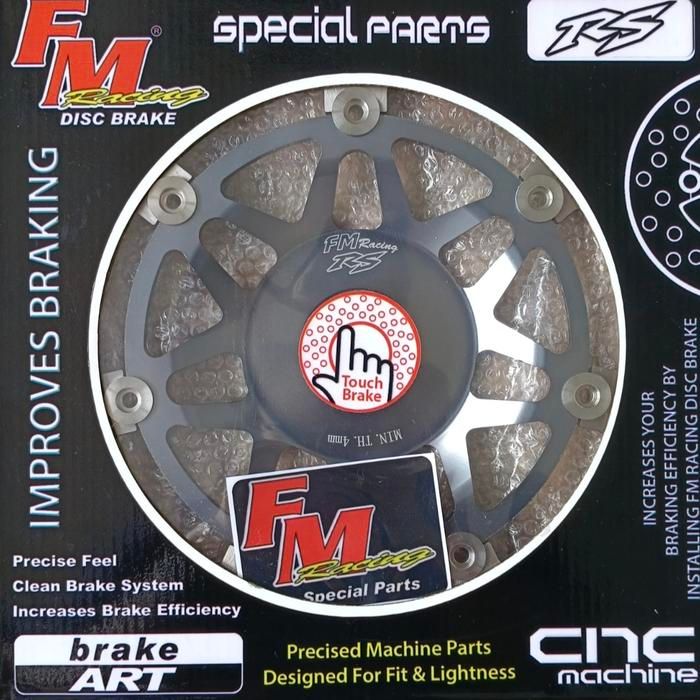 FM
Racing
®
DISC BRAKE
special PARTS
RS
IMPROVES BRAKING
FM Racing
RS
Touch
Brake
MIN. TH. 4mm
FM
Racing
Special Parts
INCREASES YOUR
BRAKING EFFICIENCY BY
INSTALLING FM RACING DISC BRAKE
Precise Feel
Clean Brake System
Increases Brake Efficiency
brake
ART
Precised Machine Parts
Designed For Fit & Lightness
CNC
machine